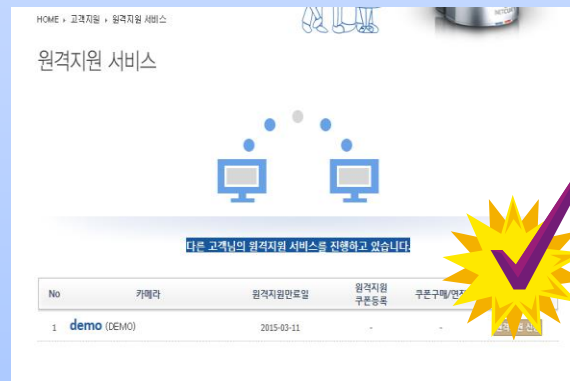 HOME › 고객지원 › 원격지원 서비스
원격지원 서비스
다른 고객님의 원격지원 서비스를 진행하고 있습니다.
No 카메라 원격지원만료일 원격지원 쿠폰등록 쿠폰구매/연장
1 demo (DEMO) 2015-03-11 - -